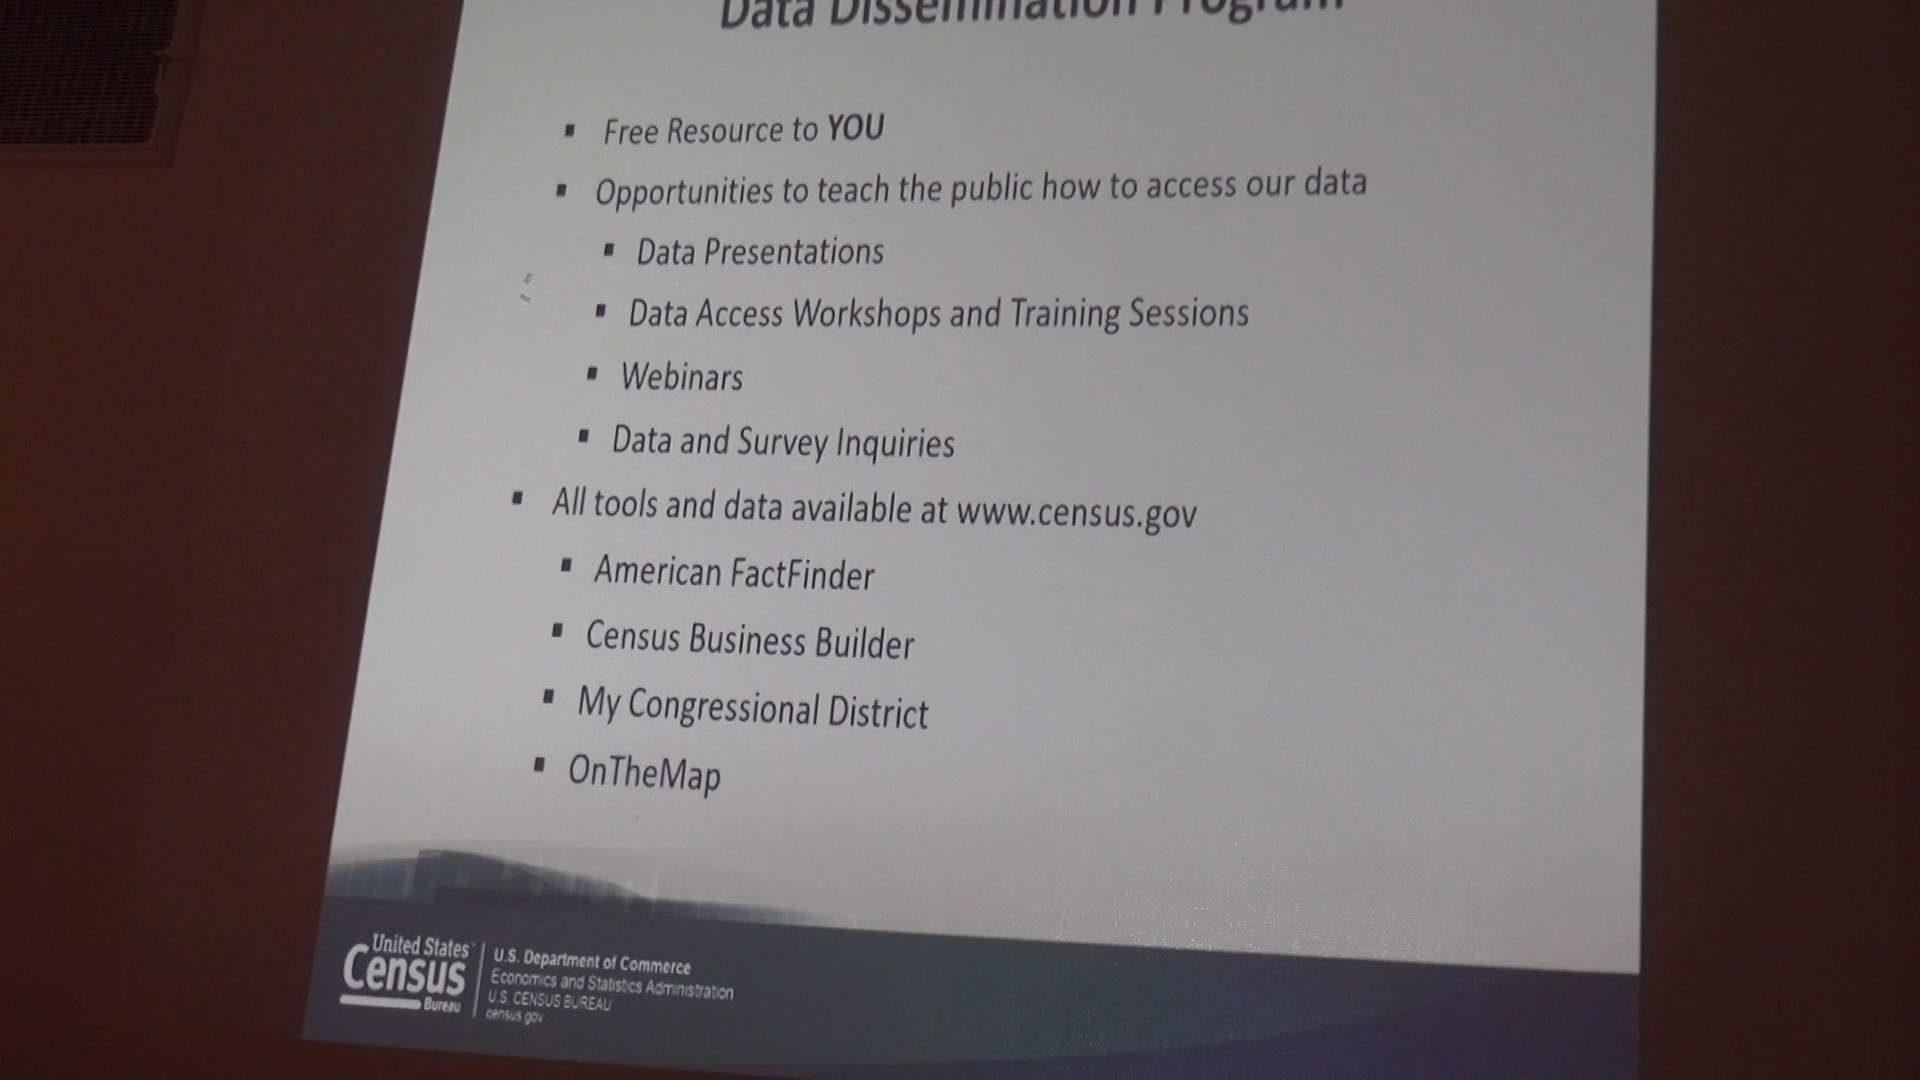 Data Dissemination Program
▪ Free Resource to YOU
▪ Opportunities to teach the public how to access our data
▪ Data Presentations
▪ Data Access Workshops and Training Sessions
▪ Webinars
▪ Data and Survey Inquiries
▪ All tools and data available at www.census.gov
▪ American FactFinder
▪ Census Business Builder
▪ My Congressional District
▪ OnTheMap
United States
Census
Bureau
U.S. Department of Commerce
Economics and Statistics Administration
U.S. CENSUS BUREAU
census.gov